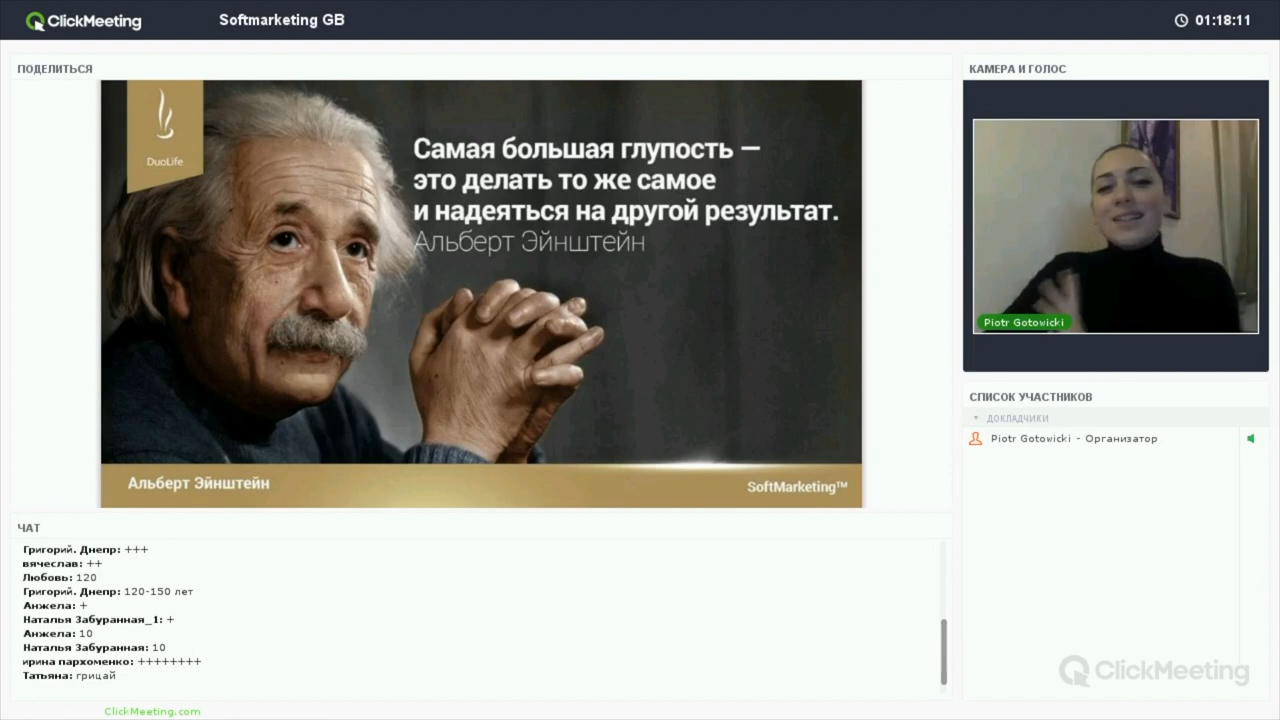 ClickMeeting
Softmarketing GB
01:18:11
ПОДЕЛИТЬСЯ
КАМЕРА И ГОЛОС
DuoLife
Самая большая глупость —
это делать то же самое
и надеяться на другой результат.
Альберт Эйнштейн
Альберт Эйнштейн
SoftMarketing™
Piotr Gotowicki
СПИСОК УЧАСТНИКОВ
ДОКЛАДЧИКИ
Piotr Gotowicki - Организатор
ЧАТ
Григорий. Днепр: +++
вячеслав: ++
Любовь: 120
Григорий. Днепр: 120-150 лет
Анжела: +
Наталья Забуранная_1: +
Анжела: 10
Наталья Забуранная: 10
ирина пархоменко: ++++++++
Татьяна: грицай
ClickMeeting
ClickMeeting.com